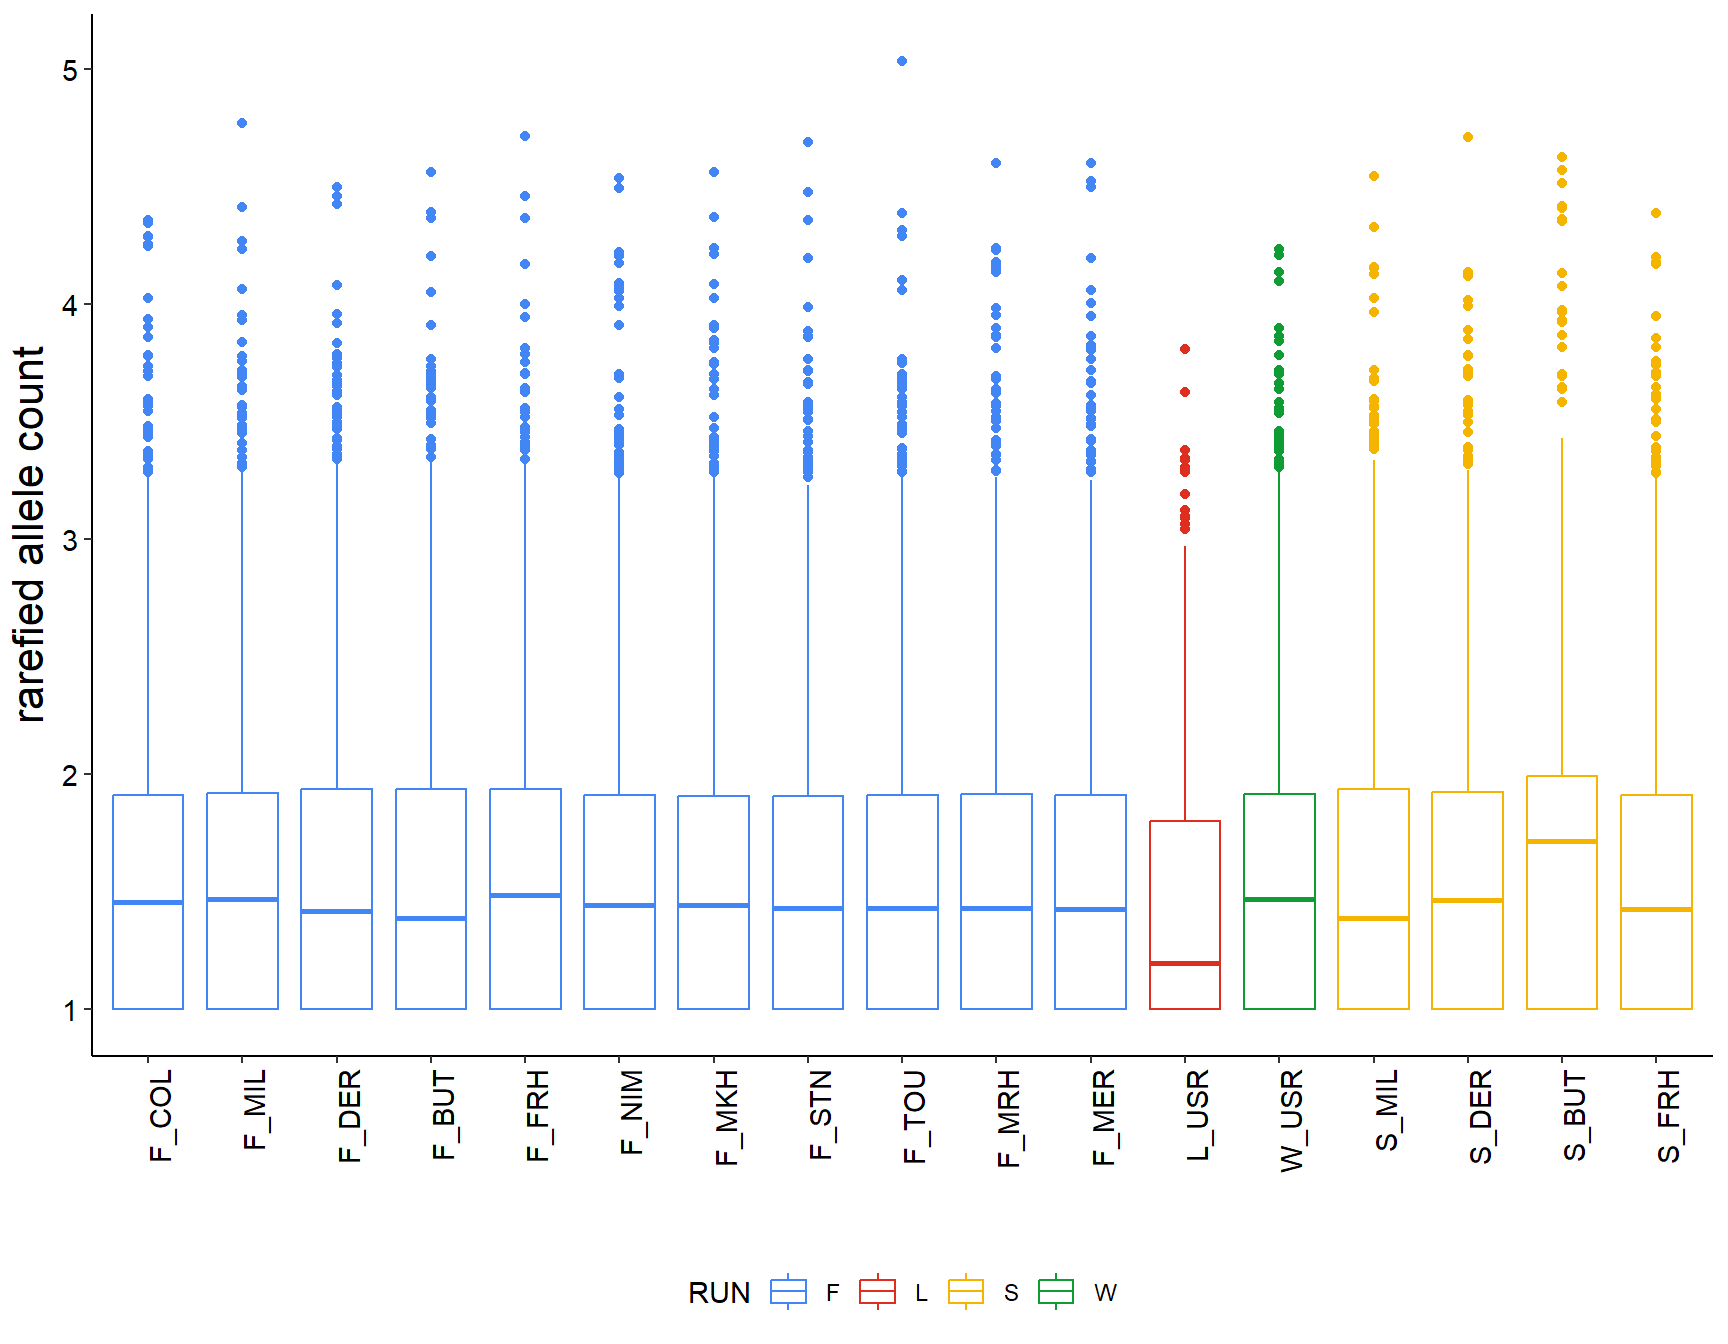 rarefied allele count
5
4
3
2
1
F_COL
F_MIL
F_DER
F_BUT
F_FRH
F_NIM
F_MKH
F_STN
F_TOU
F_MRH
F_MER
L_USR
W_USR
S_MIL
S_DER
S_BUT
S_FRH
RUN F L S W